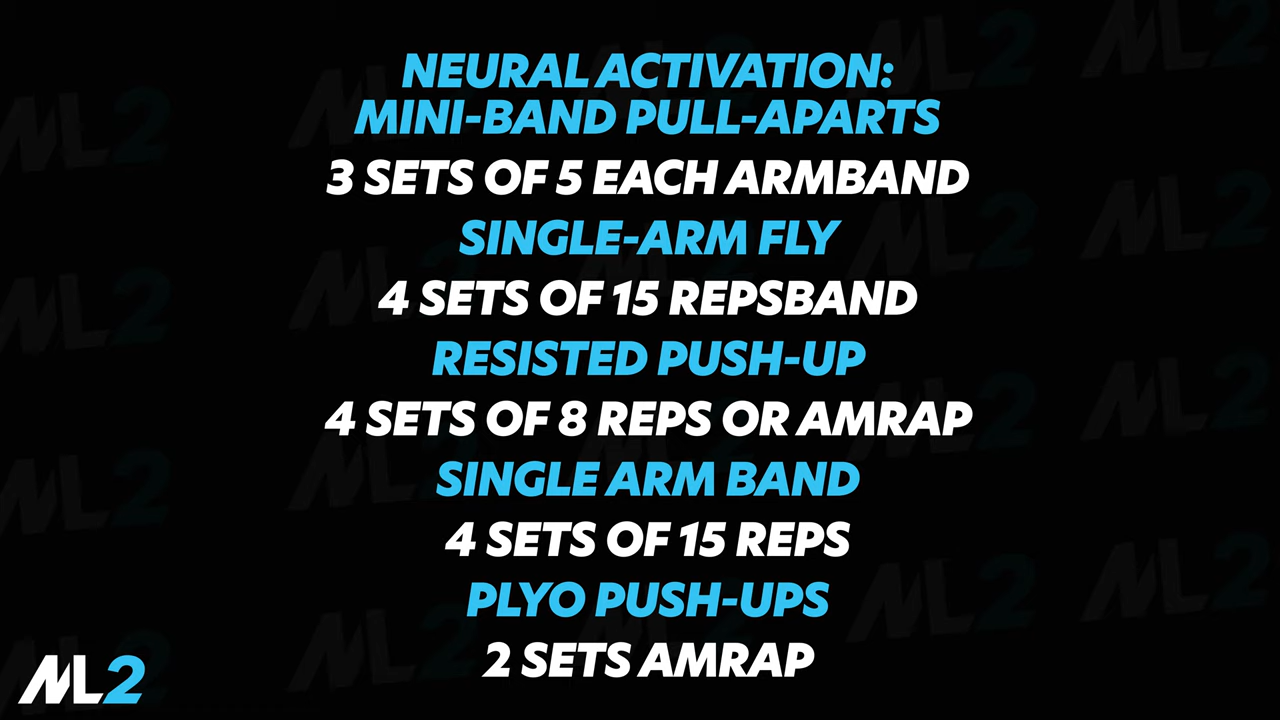 NEURAL ACTIVATION:
MINI-BAND PULL-APARTS
3 SETS OF 5 EACH ARMBAND
SINGLE-ARM FLY
4 SETS OF 15 REPSBAND
RESISTED PUSH-UP
4 SETS OF 8 REPS OR AMRAP
SINGLE ARM BAND
4 SETS OF 15 REPS
PLYO PUSH-UPS
2 SETS AMRAP
ML2